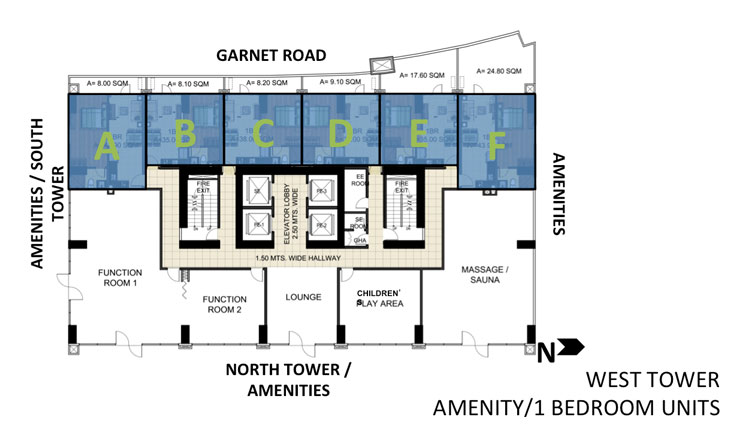 GARNET ROAD
A= 8.00 SQM
A= 8.10 SQM
A= 8.20 SQM
A= 9.10 SQM
A= 17.60 SQM
A= 24.80 SQM
A
B
C
D
E
F
AMENITIES / SOUTH
TOWER
AMENITIES
FIRE
EXIT
SE
PE-3
PE-1
PE-2
ELEVATOR LOBBY
2.50 MTS. WIDE
EE
ROOM
SE
ROOM
GHA
FIRE
EXIT
1.50 MTS. WIDE HALLWAY
FUNCTION
ROOM 1
FUNCTION
ROOM 2
LOUNGE
CHILDREN'
PLAY AREA
MASSAGE /
SAUNA
NORTH TOWER /
AMENITIES
N
WEST TOWER
AMENITY/1 BEDROOM UNITS